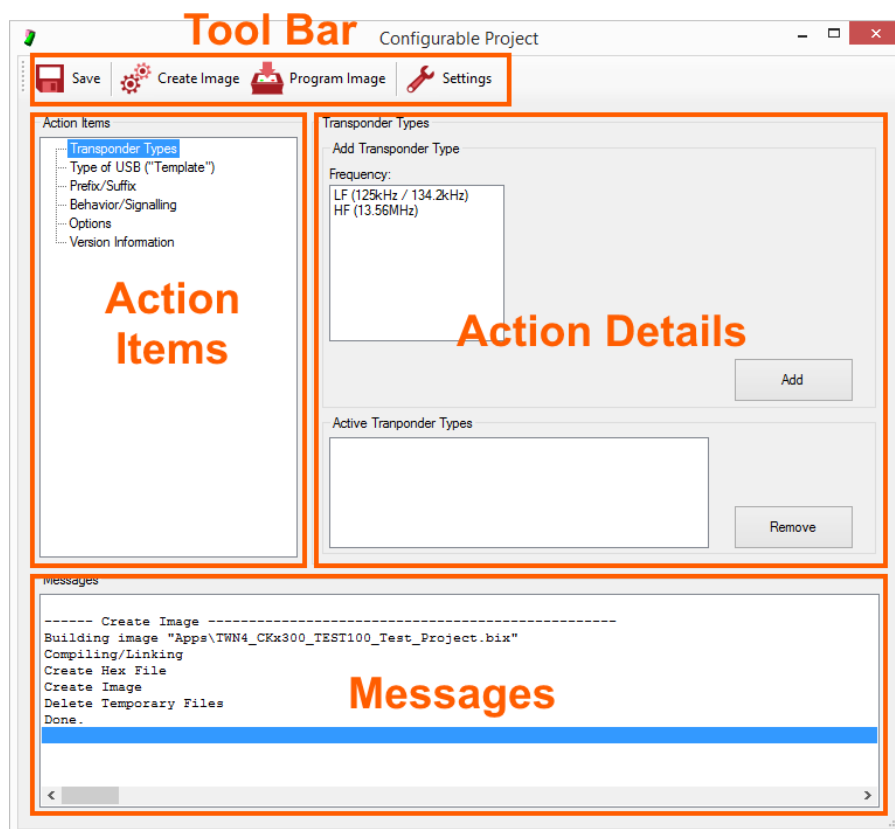 Tool Bar
Configurable Project
Save
Create Image
Program Image
Settings
Action Items
Transponder Types
Type of USB ("Template")
Prefix/Suffix
Behavior/Signalling
Options
Version Information
Action
Items
Transponder Types
Add Transponder Type
Frequency:
LF (125kHz / 134.2kHz)
HF (13.56MHz)
Action Details
Add
Active Tranponder Types
Remove
Messages
------ Create Image --------------------------------------------------
Building image "Apps\TWN4_CKx300_TEST100_Test_Project.bix"
Compiling/Linking
Create Hex File
Create Image
Delete Temporary Files
Done.
Messages